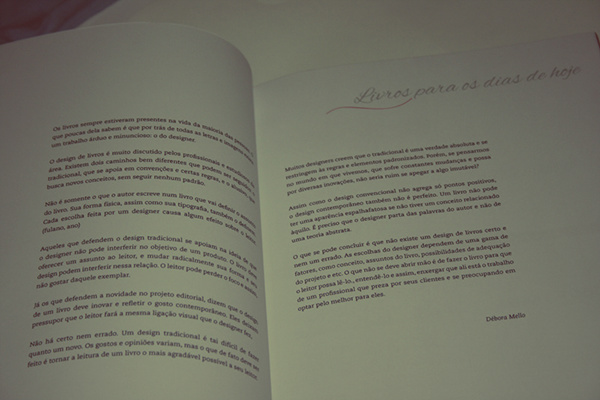 Os livros sempre estiveram presentes na vida da maioria das pessoas, o
que poucas dela sabem é que por trás de todas as letras e
um trabalho árduo e minuncioso: o do designer.
O design de livros é muito discutido pelos profissionais e estudiosos da
área. Existem dois caminhos bem diferentes que podem ser seguidos: o
tradicional, que se apoia em convenções e certas regras, e o
busca novos conceitos, sem seguir nenhum padrão.
Não é somente o que o autor escreve num livro que vai definir o
do livro. Sua forma física, assim como sua tipografia, também o
Cada escolha feita por um designer causa algum efeito sobre o
(fulano, ano)
Aqueles que defendem o design tradicional se apoiam na ideia de que
o designer não pode interferir no objetivo de um produto. O livro deve
oferecer um assunto ao leitor, e mudar radicalmente sua forma e seu
design podem interferir nessa relação. O leitor pode perder o foco e assim,
não gostar daquele exemplar.
Já os que defendem a novidade no projeto editorial, dizem que o design
de um livro deve inovar e refletir o gosto contemporâneo. Eles
pressupor que o leitor fará a mesma ligação visual que o designer fez.
Não há certo nem errado. Um design tradicional é tão difícil de fazer
quanto um novo. Os gostos e opiniões variam, mas o que de fato deve ser
feito é tornar a leitura de um livro o mais agradável possível a seu leitor.
Livros para os dias de hoje
Muitos designers creem que o tradicional é uma verdade absoluta e se
restringem às regras e elementos padronizados. Porém, se pensarmos
no mundo em que vivemos, que sofre constantes mudanças e passa
por diversas inovações, não seria ruim se apegar a algo imutável?
Assim como o design convencional não agrega só pontos positivos,
o design contemporâneo também não é perfeito. Um livro não pode
ter uma aparência espalhafatosa se não tiver um conceito relacionado
àquilo. É preciso que o designer parta das palavras do autor e não de
uma teoria abstrata.
O que se pode concluir é que não existe um design de livros certo e
nem um errado. As escolhas do designer dependem de uma gama de
fatores, como conceito, assuntos do livro, possibilidades de adequação
do projeto e etc. O que não se deve abrir mão é de fazer o livro para que
o leitor possa lê-lo, entendê-lo e assim, enxergar que ali está o trabalho
de um profissional que preza por seus clientes e se preocupando em
optar pelo melhor para eles.
Débora Mello